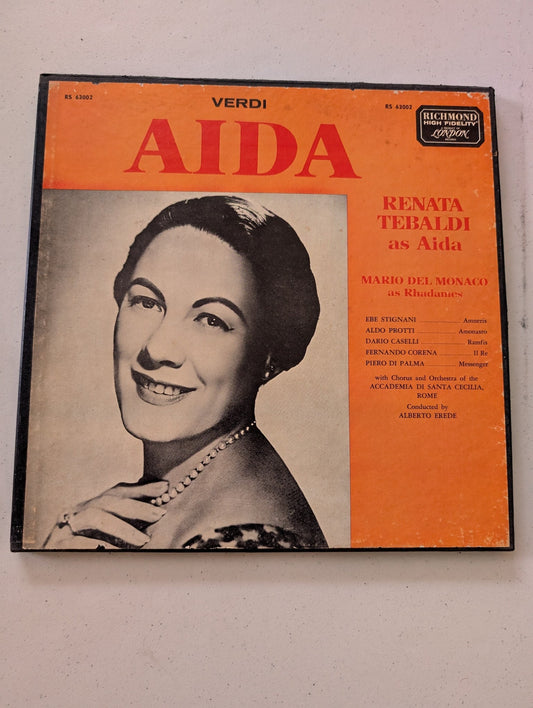 RS 62002
VERDI
RS 62002
RICHMOND
HIGH FIDELITY
LONDON
AIDA
RENATA
TEBALDI
as Aida
MARIO DEL MONACO
as Rhadames
EBE STIGNANI Amneris
ALDO PROTTI Amonasro
DARIO CASELLI Ramfis
FERNANDO CORENA Il Re
PIERO DI PALMA Messenger
with Chorus and Orchestra of the
ACCADEMIA DI SANTA CECILIA,
ROME
Conducted by
ALBERTO EREDE